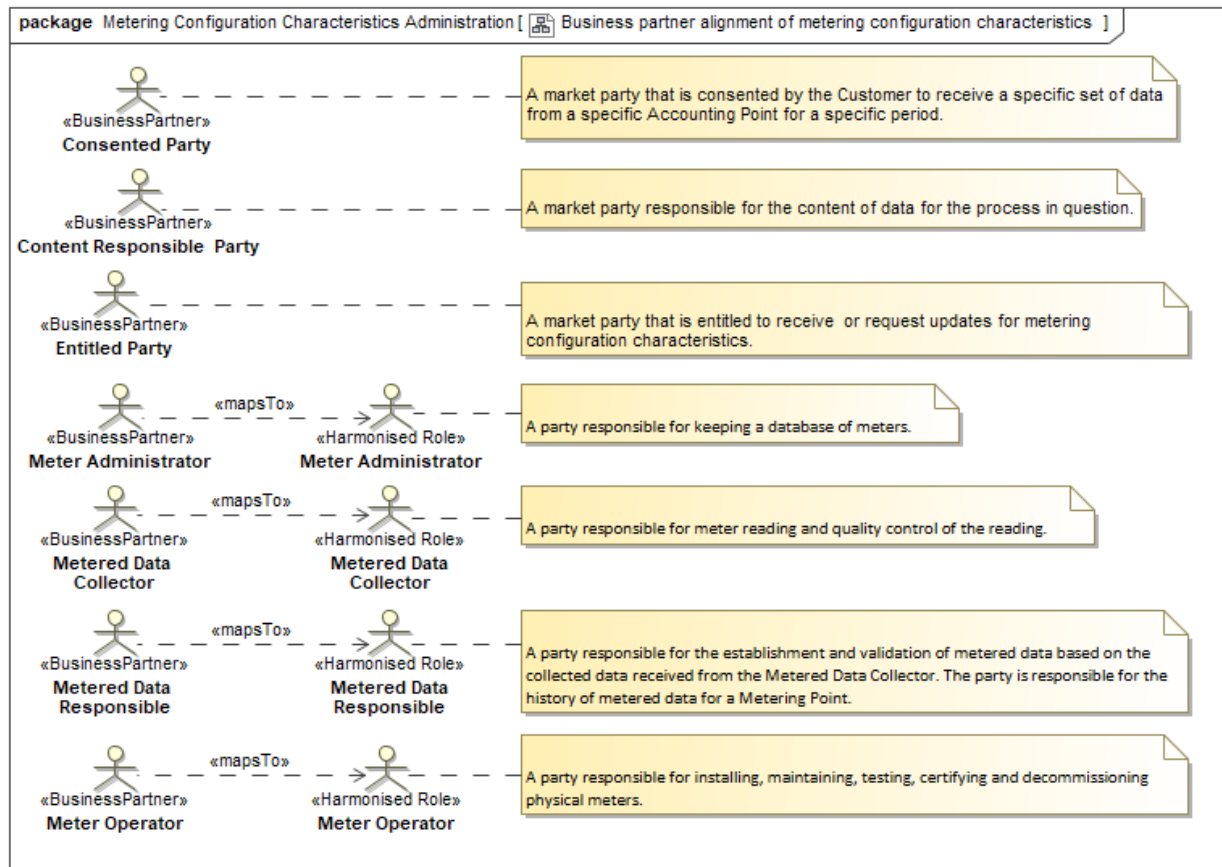 package Metering Configuration Characteristics Administration [ Business partner alignment of metering configuration characteristics ]
«BusinessPartner»
Consented Party
A market party that is consented by the Customer to receive a specific set of data
from a specific Accounting Point for a specific period.
«BusinessPartner»
Content Responsible Party
A market party responsible for the content of data for the process in question.
«BusinessPartner»
Entitled Party
A market party that is entitled to receive or request updates for metering
configuration characteristics.
«BusinessPartner»
Meter Administrator
«mapsTo»
«Harmonised Role»
Meter Administrator
A party responsible for keeping a database of meters.
«BusinessPartner»
Metered Data
Collector
«mapsTo»
«Harmonised Role»
Metered Data
Collector
A party responsible for meter reading and quality control of the reading.
«BusinessPartner»
Metered Data
Responsible
«mapsTo»
«Harmonised Role»
Metered Data
Responsible
A party responsible for the establishment and validation of metered data based on the
collected data received from the Metered Data Collector. The party is responsible for the
history of metered data for a Metering Point.
«BusinessPartner»
Meter Operator
«mapsTo»
«Harmonised Role»
Meter Operator
A party responsible for installing, maintaining, testing, certifying and decommissioning
physical meters.